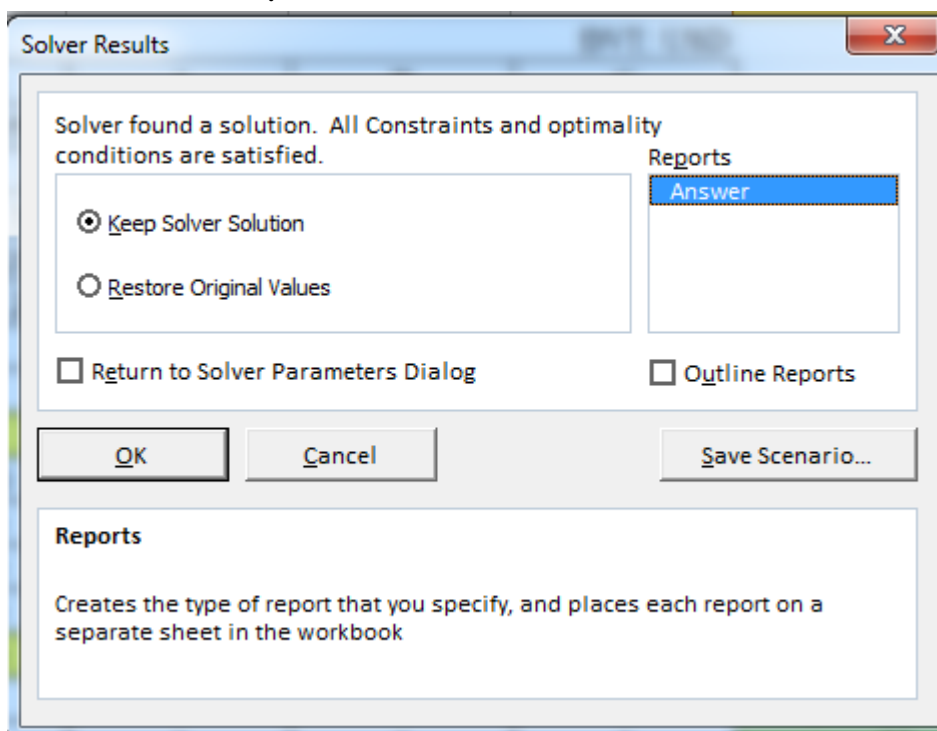 Solver Results
Solver found a solution. All Constraints and optimality
conditions are satisfied.
Reports
Answer
Keep Solver Solution
Restore Original Values
Return to Solver Parameters Dialog
Outline Reports
OK
Cancel
Save Scenario...
Reports
Creates the type of report that you specify, and places each report on a
separate sheet in the workbook